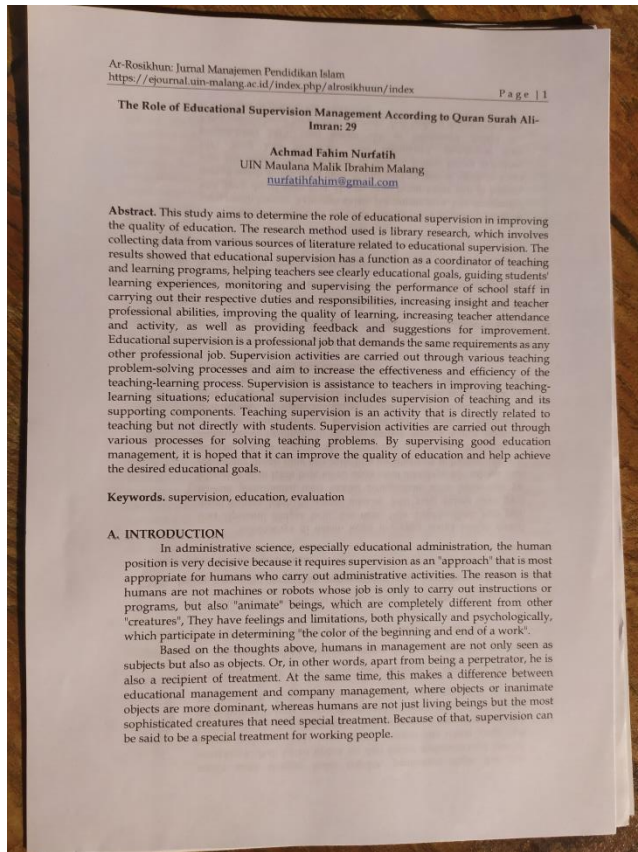 Ar-Rosikhun: Jurnal Manajemen Pendidikan Islam
https://ejournal.uin-malang.ac.id/index.php/alrosikhuun/index
Page | 1
The Role of Educational Supervision Management According to Quran Surah Ali-
Imran: 29
Achmad Fahim Nurfatih
UIN Maulana Malik Ibrahim Malang
nurfatihfahim@gmail.com
Abstract. This study aims to determine the role of educational supervision in improving
the quality of education. The research method used is library research, which involves
collecting data from various sources of literature related to educational supervision. The
results showed that educational supervision has a function as a coordinator of teaching
and learning programs, helping teachers see clearly educational goals, guiding students'
learning experiences, monitoring and supervising the performance of school staff in
carrying out their respective duties and responsibilities, increasing insight and teacher
professional abilities, improving the quality of learning, increasing teacher attendance
and activity, as well as providing feedback and suggestions for improvement.
Educational supervision is a professional job that demands the same requirements as any
other professional job. Supervision activities are carried out through various teaching
problem-solving processes and aim to increase the effectiveness and efficiency of the
teaching-learning process. Supervision is assistance to teachers in improving teaching-
learning situations; educational supervision includes supervision of teaching and its
supporting components. Teaching supervision is an activity that is directly related to
teaching but not directly with students. Supervision activities are carried out through
various processes for solving teaching problems. By supervising good education
management, it is hoped that it can improve the quality of education and help achieve
the desired educational goals.
Keywords. supervision, education, evaluation
A. INTRODUCTION
In administrative science, especially educational administration, the human
position is very decisive because it requires supervision as an "approach" that is most
appropriate for humans who carry out administrative activities. The reason is that
humans are not machines or robots whose job is only to carry out instructions or
programs, but also "animate" beings, which are completely different from other
"creatures", They have feelings and limitations, both physically and psychologically,
which participate in determining "the color of the beginning and end of a work".
Based on the thoughts above, humans in management are not only seen as
subjects but also as objects. Or, in other words, apart from being a perpetrator, he is
also a recipient of treatment. At the same time, this makes a difference between
educational management and company management, where objects or inanimate
objects are more dominant, whereas humans are not just living beings but the most
sophisticated creatures that need special treatment. Because of that, supervision can
be said to be a special treatment for working people.